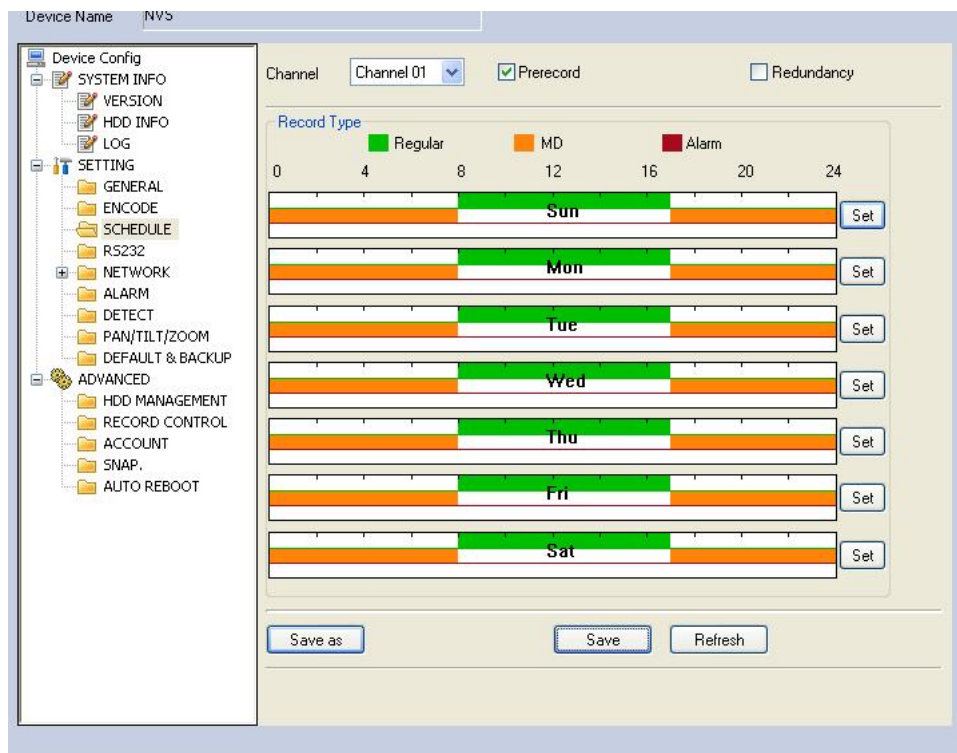 Device Name NVS
Device Config
SYSTEM INFO
VERSION
HDD INFO
LOG
SETTING
GENERAL
ENCODE
SCHEDULE
RS232
NETWORK
ALARM
DETECT
PAN/TILT/ZOOM
DEFAULT & BACKUP
ADVANCED
HDD MANAGEMENT
RECORD CONTROL
ACCOUNT
SNAP.
AUTO REBOOT
Channel Channel 01 Prerecord Redundancy
Record Type
Regular MD Alarm
0 4 8 12 16 20 24
Sun Set
Mon Set
Tue Set
Wed Set
Thu Set
Fri Set
Sat Set
Save as Save Refresh